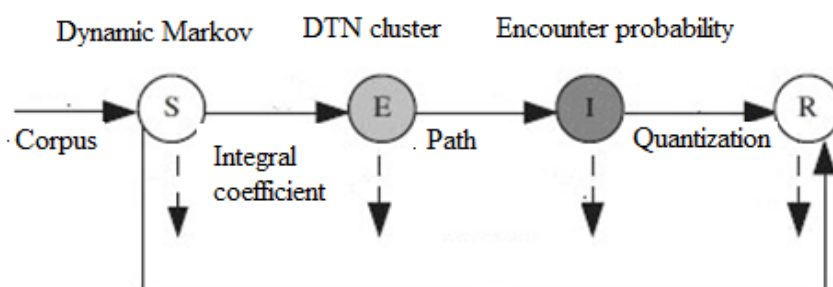 Dynamic Markov
DTN cluster
Encounter probability
S
E
I
R
Corpus
Integral
coefficient
Path
Quantization